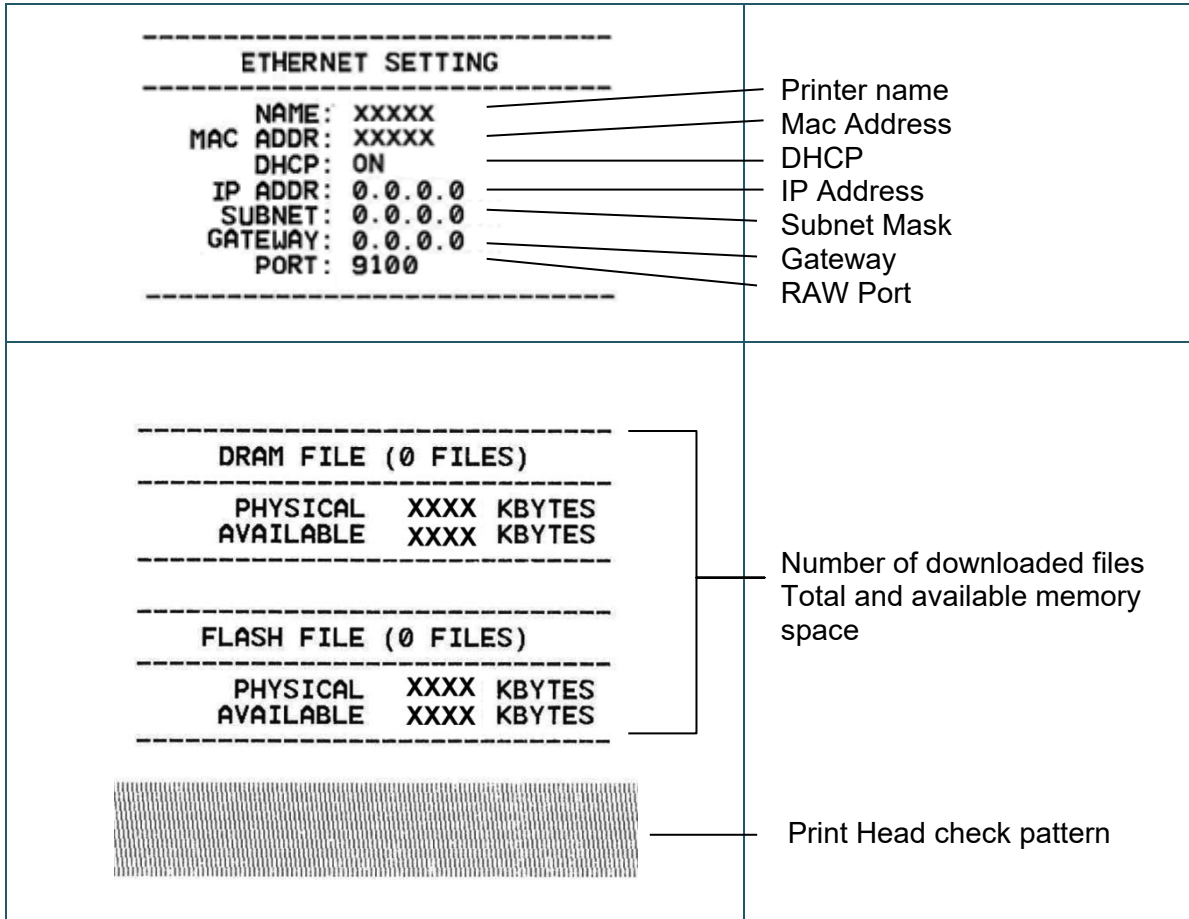 ETHERNET SETTING
NAME: XXXXX
MAC ADDR: XXXXX
DHCP: ON
IP ADDR: 0.0.0.0
SUBNET: 0.0.0.0
GATEWAY: 0.0.0.0
PORT: 9100
Printer name
Mac Address
DHCP
IP Address
Subnet Mask
Gateway
RAW Port
DRAM FILE (0 FILES)
PHYSICAL XXXX KBYTES
AVAILABLE XXXX KBYTES
FLASH FILE (0 FILES)
PHYSICAL XXXX KBYTES
AVAILABLE XXXX KBYTES
Number of downloaded files
Total and available memory
space
Print Head check pattern